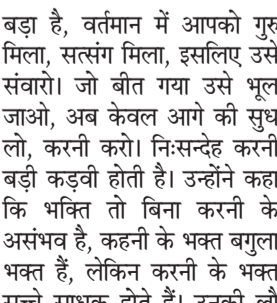 बड़ा है, वर्तमान में आपको गुरु
मिला, सत्संग मिला, इसलिए उसे
संवारो। जो बीत गया उसे भूल
जाओ, अब केवल आगे की सुध
लो, करनी करो। निःसन्देह करनी
बड़ी कड़वी होती है। उन्होंने कहा
कि भक्ति तो बिना करनी के
असंभव है, कहनी के भक्त बगुला
भक्त हैं, लेकिन करनी के भक्त
सच्चे साधक होते हैं। उनकी